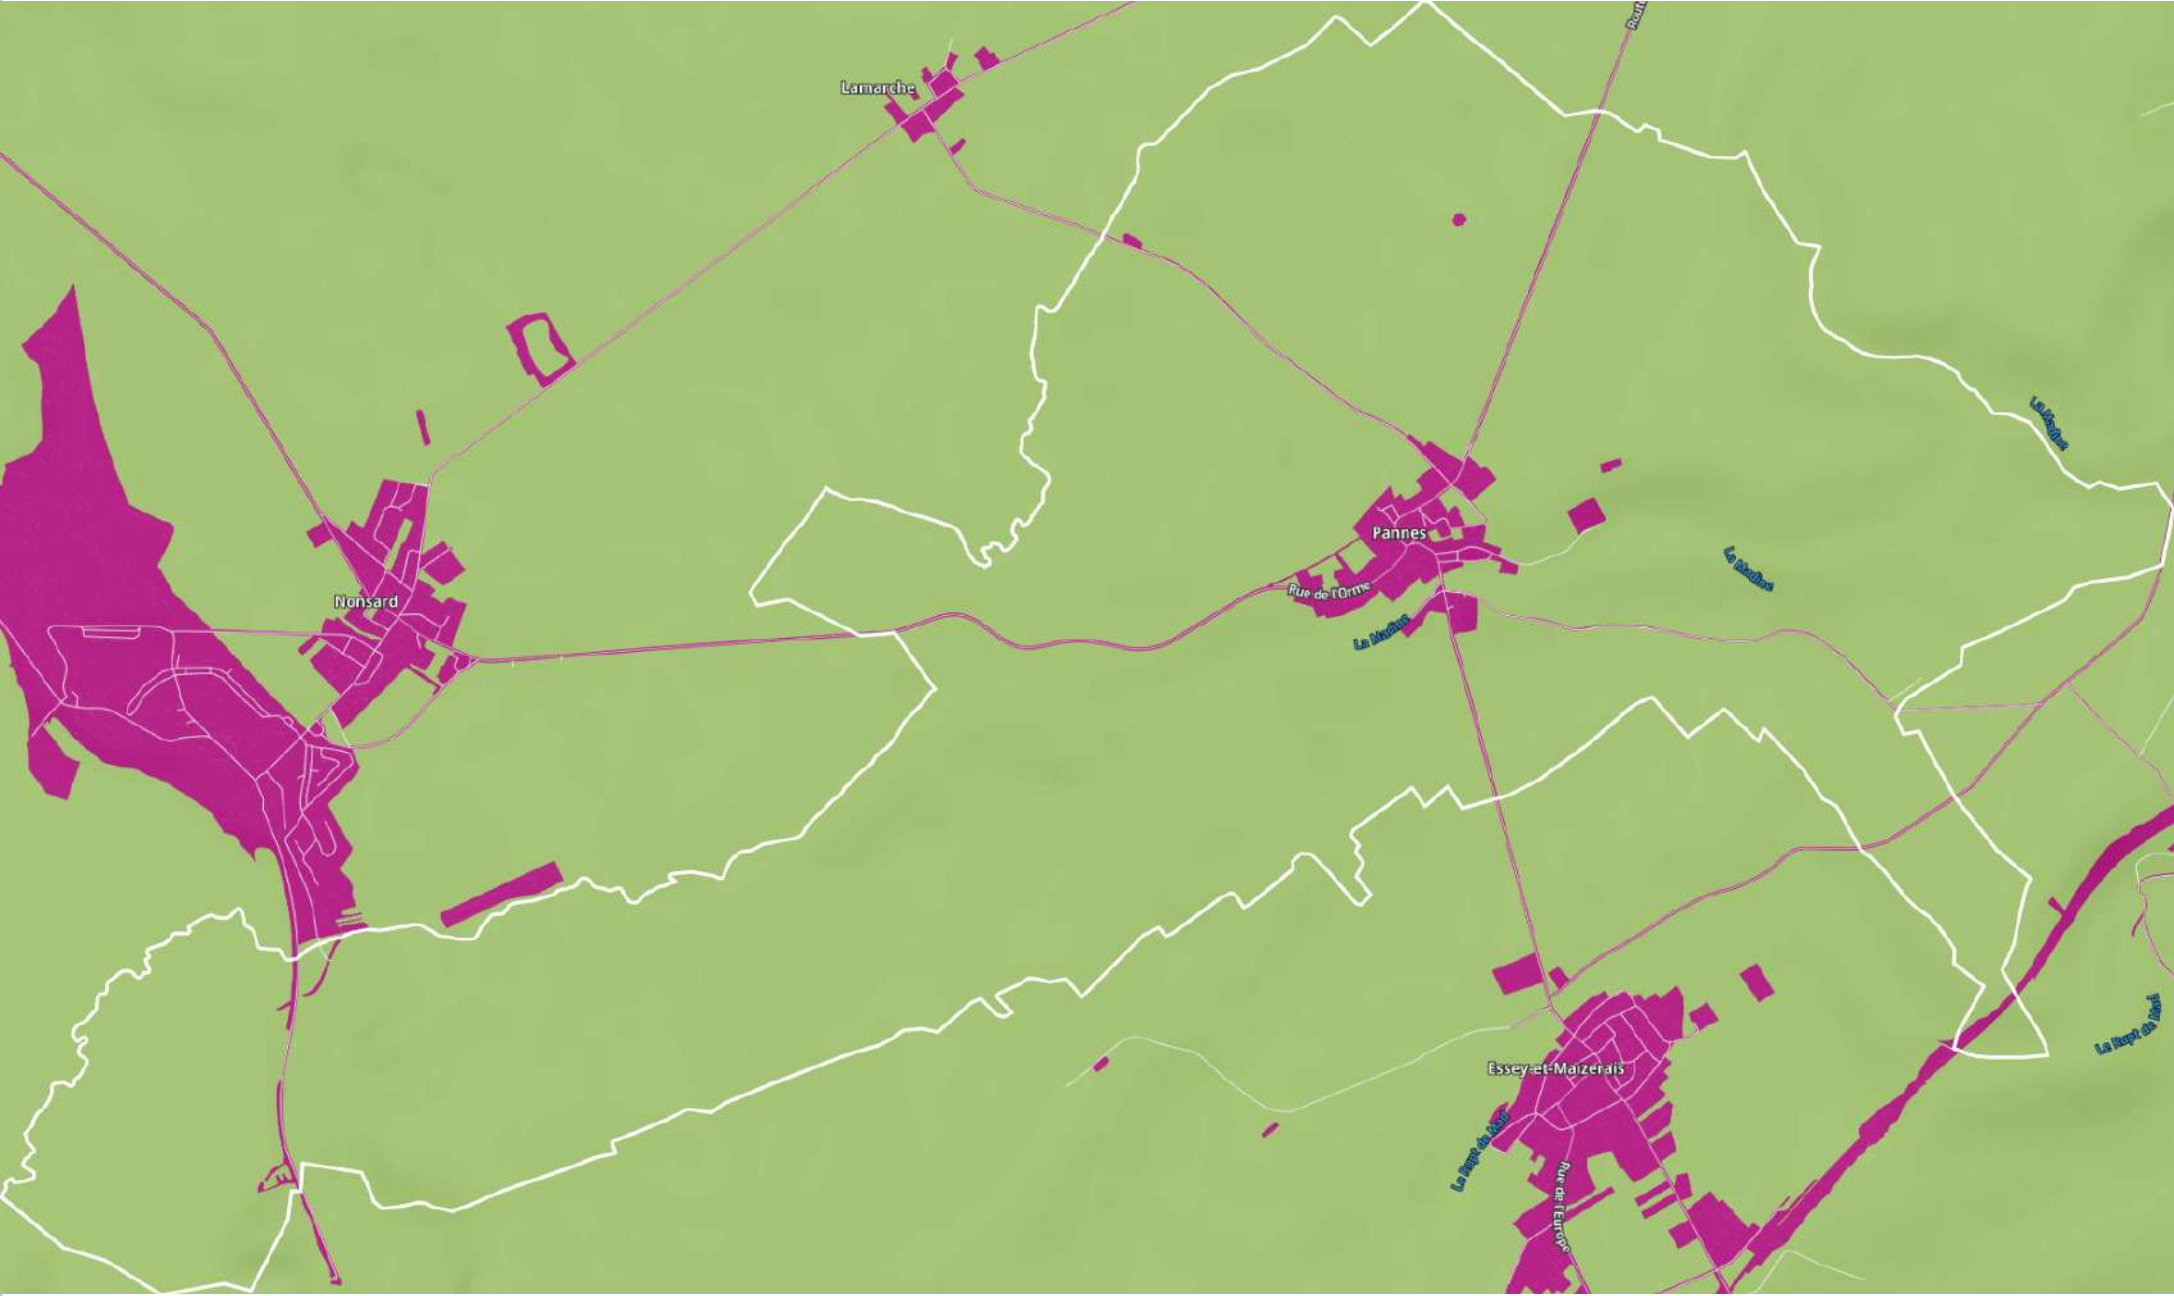 Rout
Lamarche
La Madine
Pannes
La Madine
Rue de l'Orme
Nonsard
La Madine
Le Rupt de Mad
Essey-et-Maizerais
Le Rupt de Mad
Rue de l'Europe